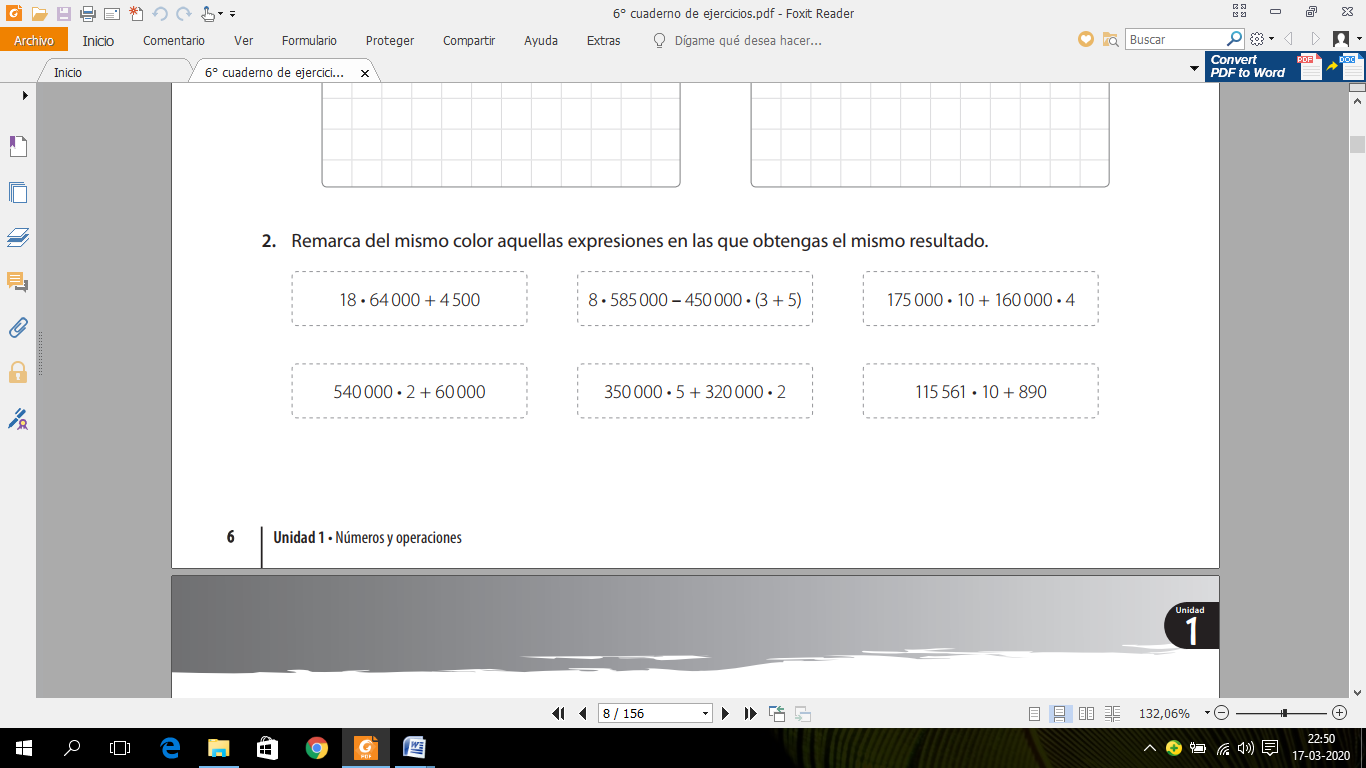 6° cuaderno de ejercicios.pdf - Foxit Reader
Archivo Inicio Comentario Ver Formulario Proteger Compartir Ayuda Extras Dígame qué desea hacer... Buscar
Inicio 6° cuaderno de ejercici... Convert PDF to Word PDF DOC
2. Remarca del mismo color aquellas expresiones en las que obtengas el mismo resultado.
18 • 64 000 + 4 500
8 • 585 000 – 450 000 • (3 + 5)
175 000 • 10 + 160 000 • 4
540 000 • 2 + 60 000
350 000 • 5 + 320 000 • 2
115 561 • 10 + 890
6 Unidad 1 • Números y operaciones
Unidad
1
8 / 156 132,06%
22:50
17-03-2020